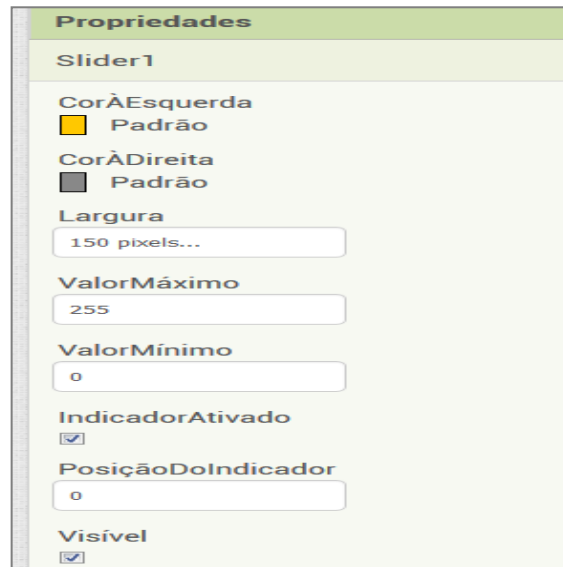 Propriedades
Slider1
CorÀEsquerda
Padrão
CorÀDireita
Padrão
Largura
150 pixels...
ValorMáximo
255
ValorMínimo
0
IndicadorAtivado
PosiçãoDoIndicador
0
Visível